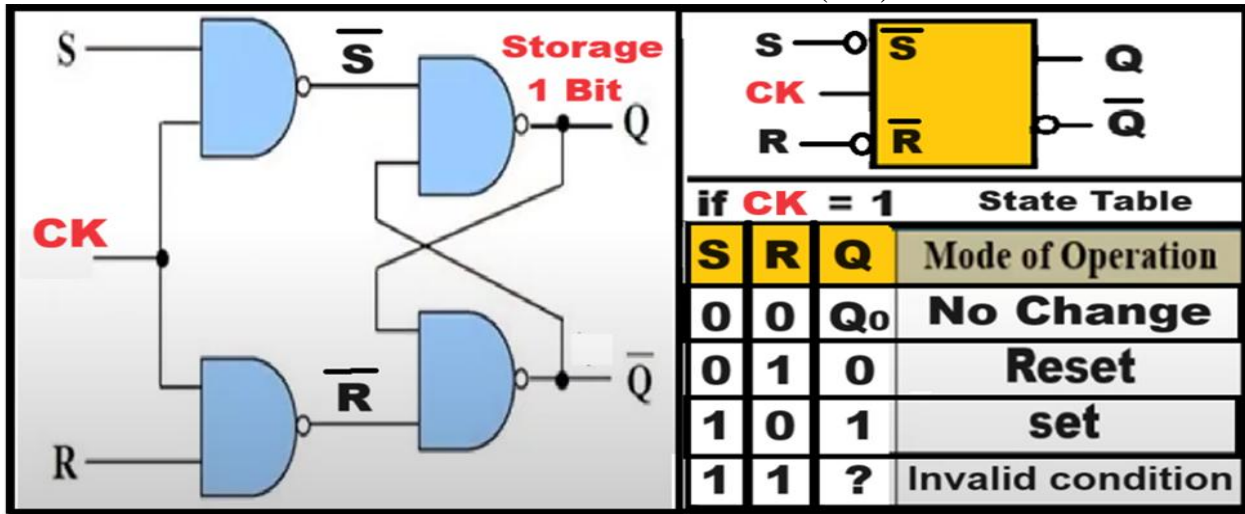 S
S̅
Storage
1 Bit
Q
CK
R̅
Q̅
R
S
S̅
Q
CK
R
R̅
Q̅
if CK = 1 State Table
S R Q Mode of Operation
0 0 Q₀ No Change
0 1 0 Reset
1 0 1 set
1 1 ? Invalid condition